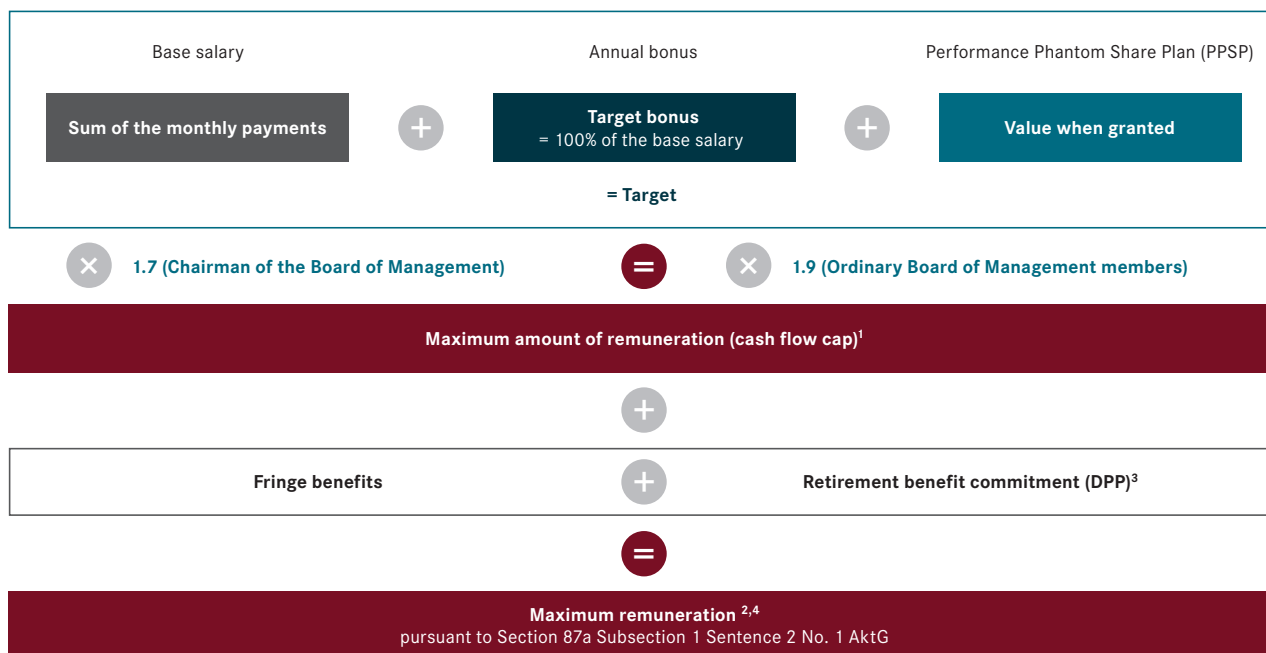 Base salary
Annual bonus
Performance Phantom Share Plan (PPSP)
Sum of the monthly payments
+
Target bonus
= 100% of the base salary
+
Value when granted
= Target
× 1.7 (Chairman of the Board of Management)
=
× 1.9 (Ordinary Board of Management members)
Maximum amount of remuneration (cash flow cap)¹
+
Fringe benefits
+
Retirement benefit commitment (DPP)³
=
Maximum remuneration ²,⁴
pursuant to Section 87a Subsection 1 Sentence 2 No. 1 AktG